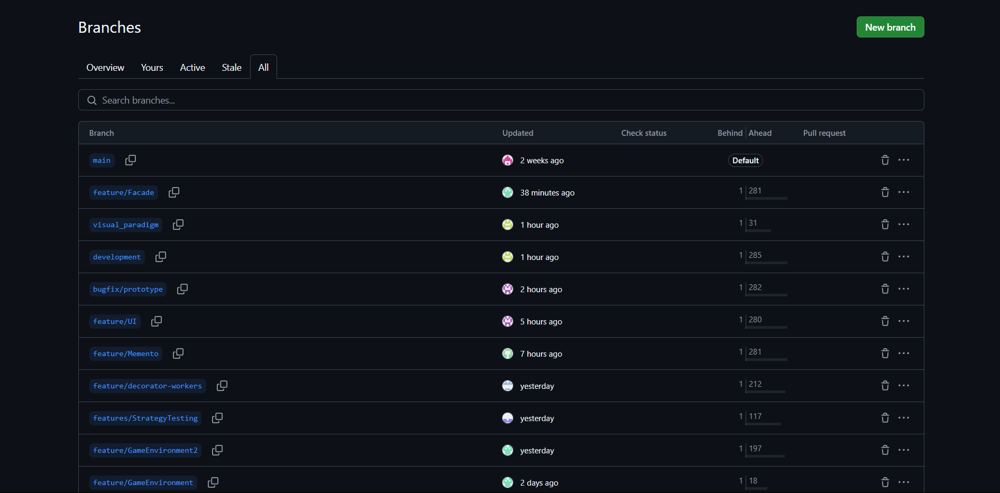 Branches
New branch
Overview Yours Active Stale All
Search branches...
Branch Updated Check status Behind Ahead Pull request
main 2 weeks ago Default
feature/Facade 38 minutes ago 1 281
visual_paradigm 1 hour ago 1 31
development 1 hour ago 1 285
bugfix/prototype 2 hours ago 1 282
feature/UI 5 hours ago 1 280
feature/Memento 7 hours ago 1 281
feature/decorator-workers yesterday 1 212
features/StrategyTesting yesterday 1 117
feature/GameEnvironment2 yesterday 1 197
feature/GameEnvironment 2 days ago 1 18